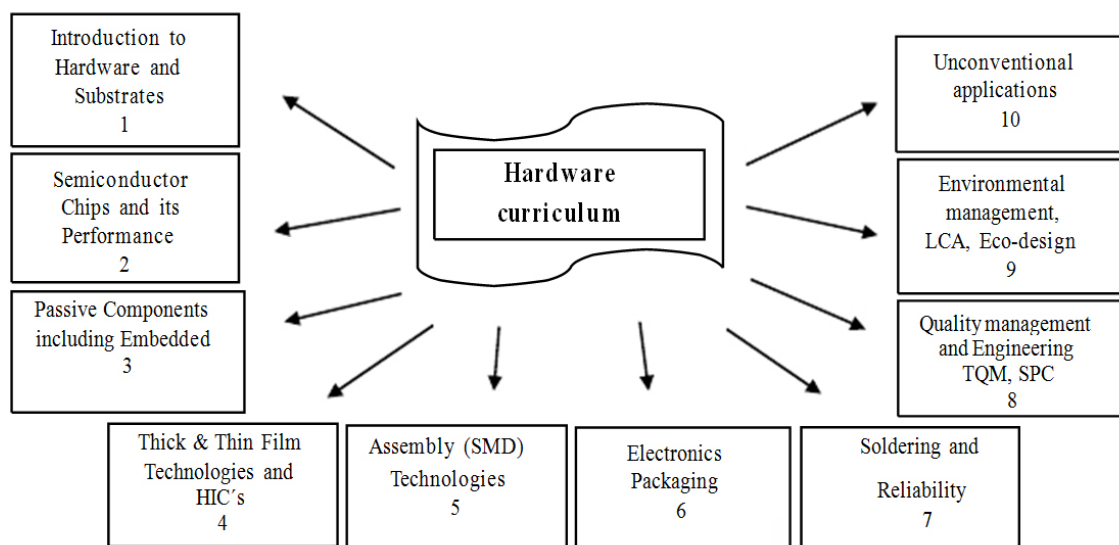 Introduction to
Hardware and
Substrates
1
Semiconductor
Chips and its
Performance
2
Passive Components
including Embedded
3
Thick & Thin Film
Technologies and
HIC´s
4
Assembly (SMD)
Technologies
5
Electronics
Packaging
6
Soldering and
Reliability
7
Quality management
and Engineering
TQM, SPC
8
Environmental
management,
LCA, Eco-design
9
Unconventional
applications
10
Hardware
curriculum